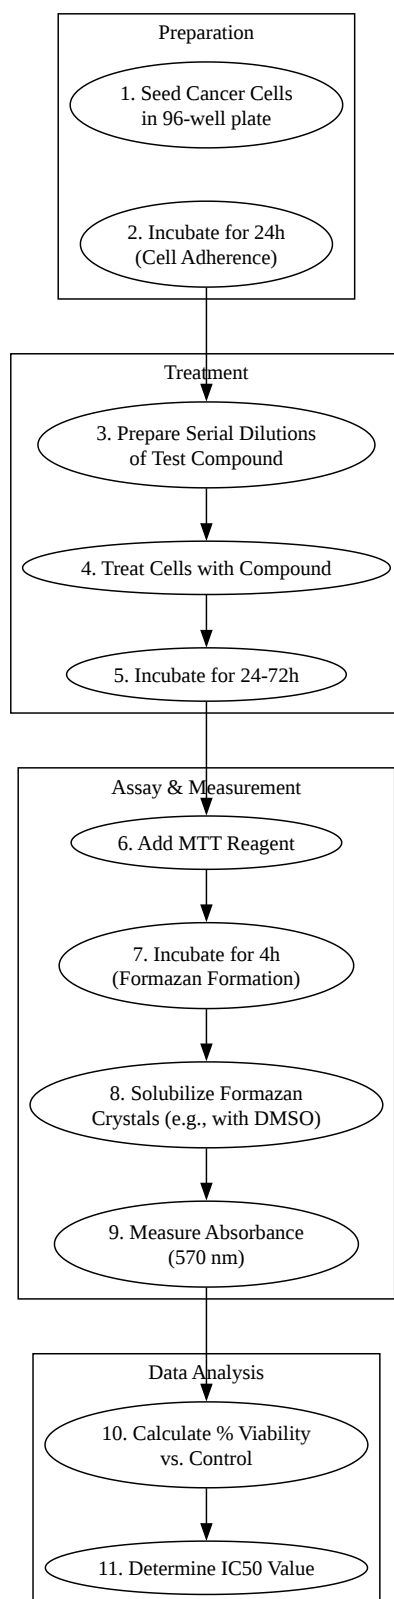 Preparation
1. Seed Cancer Cells
in 96-well plate
2. Incubate for 24h
(Cell Adherence)
Treatment
3. Prepare Serial Dilutions
of Test Compound
4. Treat Cells with Compound
5. Incubate for 24-72h
Assay & Measurement
6. Add MTT Reagent
7. Incubate for 4h
(Formazan Formation)
8. Solubilize Formazan
Crystals (e.g., with DMSO)
9. Measure Absorbance
(570 nm)
Data Analysis
10. Calculate % Viability
vs. Control
11. Determine IC50 Value